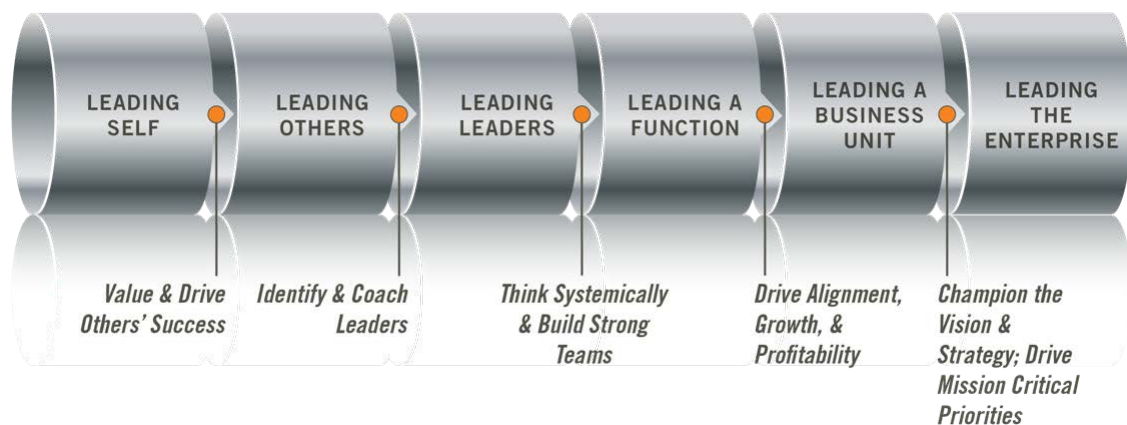 LEADING
SELF
LEADING
OTHERS
LEADING
LEADERS
LEADING A
FUNCTION
LEADING A
BUSINESS
UNIT
LEADING
THE
ENTERPRISE
Value & Drive
Others' Success
Identify & Coach
Leaders
Think Systemically
& Build Strong
Teams
Drive Alignment,
Growth, &
Profitability
Champion the
Vision &
Strategy; Drive
Mission Critical
Priorities